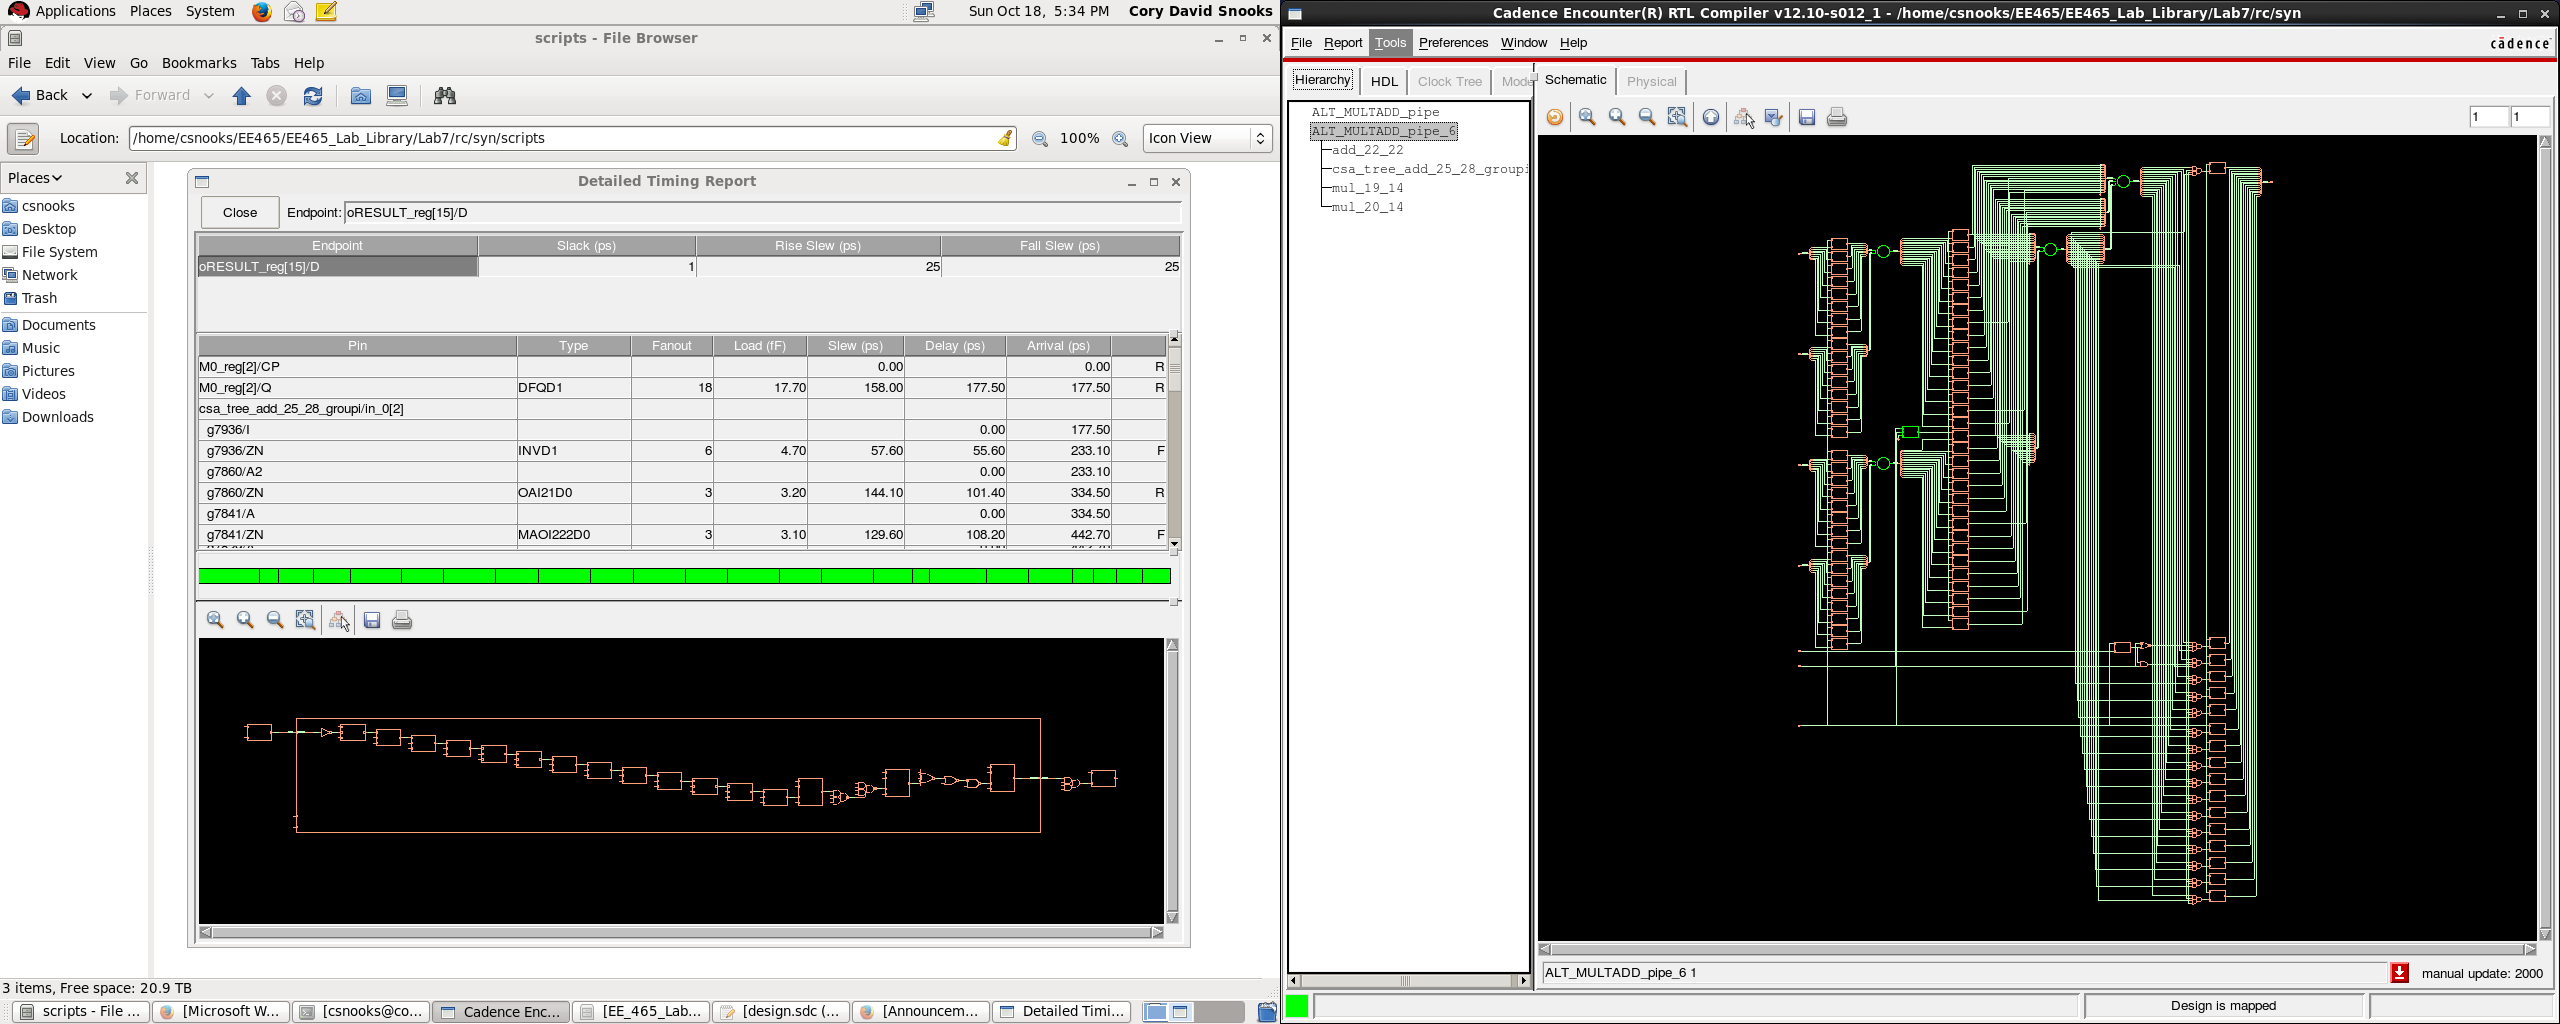 Applications Places System
Sun Oct 18, 5:34 PM Cory David Snooks
scripts - File Browser
File Edit View Go Bookmarks Tabs Help
Back Forward
Location: /home/csnooks/EE465/EE465_Lab_Library/Lab7/rc/syn/scripts 100% Icon View
Places
csnooks
Desktop
File System
Network
Trash
Documents
Music
Pictures
Videos
Downloads
Detailed Timing Report
Close Endpoint: oRESULT_reg[15]/D
Endpoint Slack (ps) Rise Slew (ps) Fall Slew (ps)
oRESULT_reg[15]/D 1 25 25
Pin Type Fanout Load (fF) Slew (ps) Delay (ps) Arrival (ps)
M0_reg[2]/CP 0.00 0.00 R
M0_reg[2]/Q DFQD1 18 17.70 158.00 177.50 177.50 R
csa_tree_add_25_28_groupi/in_0[2]
g7936/I 0.00 177.50
g7936/ZN INVD1 6 4.70 57.60 55.60 233.10 F
g7860/A2 0.00 233.10
g7860/ZN OAI21D0 3 3.20 144.10 101.40 334.50 R
g7841/A 0.00 334.50
g7841/ZN MAOI222D0 3 3.10 129.60 108.20 442.70 F
3 items, Free space: 20.9 TB
scripts - File ... [Microsoft W... [csnooks@co... Cadence Enc... [EE_465_Lab... [design.sdc (... [Announcem... Detailed Timi...
Cadence Encounter(R) RTL Compiler v12.10-s012_1 - /home/csnooks/EE465/EE465_Lab_Library/Lab7/rc/syn
File Report Tools Preferences Window Help cādence
Hierarchy HDL Clock Tree Mode Schematic Physical
1 1
ALT_MULTADD_pipe
ALT_MULTADD_pipe_6
add_22_22
csa_tree_add_25_28_groupi
mul_19_14
mul_20_14
ALT_MULTADD_pipe_6 1 manual update: 2000
Design is mapped